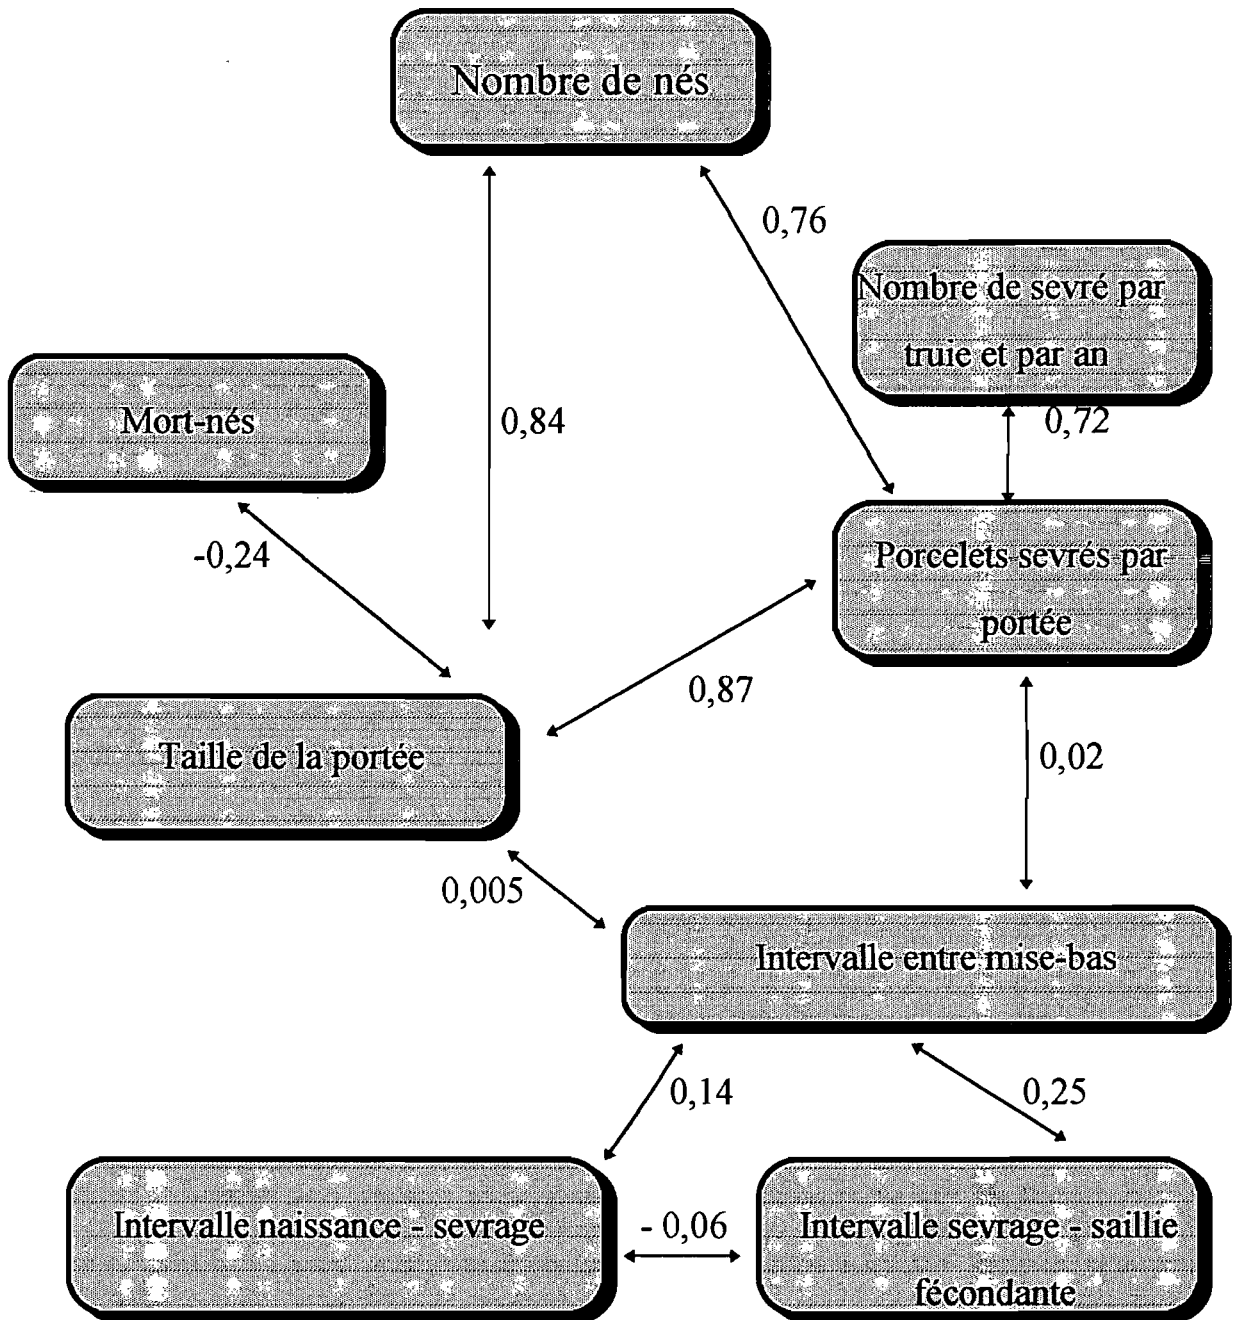 Nombre de nés
0,76
Nombre de sevré par
truie et par an
Mort-nés
0,84
0,72
-0,24
Porcelets sevrés par
portée
0,87
Taille de la portée
0,02
0,005
Intervalle entre mise-bas
0,14
0,25
Intervalle naissance - sevrage
- 0,06
Intervalle sevrage - saillie
fécondante